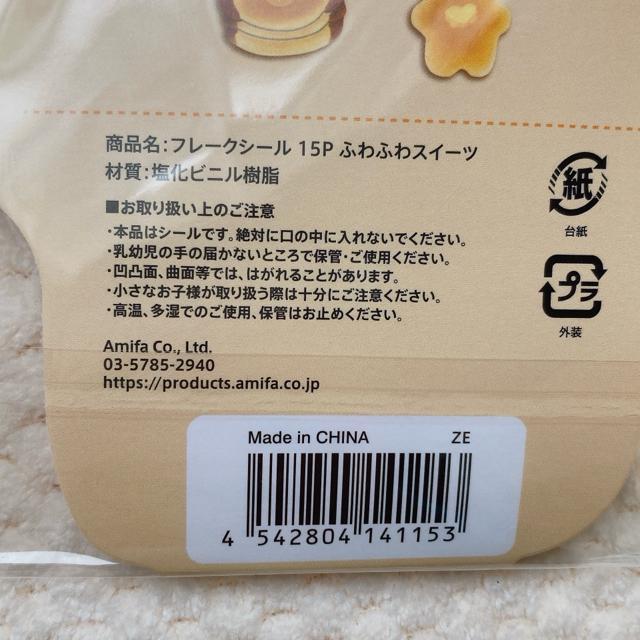 商品名：フレークシール 15P ふわふわスイーツ
材質：塩化ビニル樹脂
■お取り扱い上のご注意
・本品はシールです。絶対に口の中に入れないでください。
・乳幼児の手の届かないところで保管・ご使用ください。
・凹凸面、曲面等では、はがれることがあります。
・小さなお子様が取り扱う際は十分にご注意ください。
・高温、多湿でのご使用、保管はお止めください。
紙
台紙
プラ
外装
Amifa Co., Ltd.
03-5785-2940
https://products.amifa.co.jp
Made in CHINA ZE
4 542804 141153